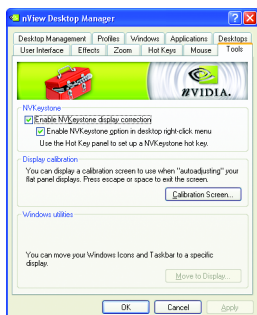 nView Desktop Manager
Desktop Management Profiles Windows Applications Desktops
User Interface Effects Zoom Hot Keys Mouse Tools
NVIDIA.
NVKeystone
Enable NVKeystone display correction
Enable NVKeystone option in desktop right-click menu
Use the Hot Key panel to set up a NVKeystone hot key.
Display calibration
You can display a calibration screen to use when "autoadjusting" your
flat panel displays. Press escape or space to exit the screen.
Calibration Screen...
Windows utilities
You can move your Windows Icons and Taskbar to a specific
display.
Move to Display...
OK Cancel Apply